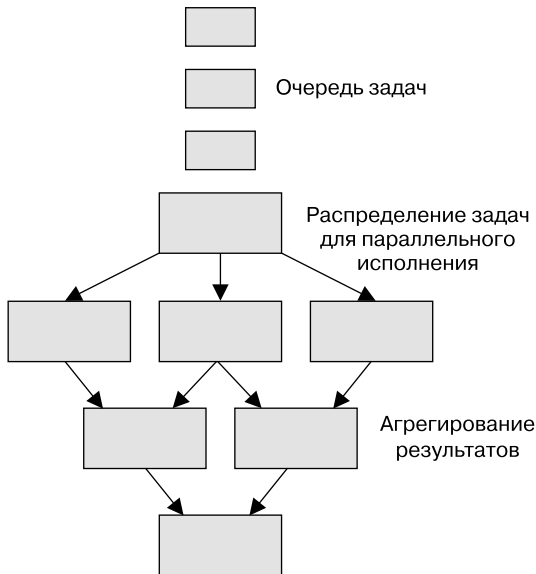 Очередь задач
Распределение задач
для параллельного
исполнения
Агрегирование
результатов